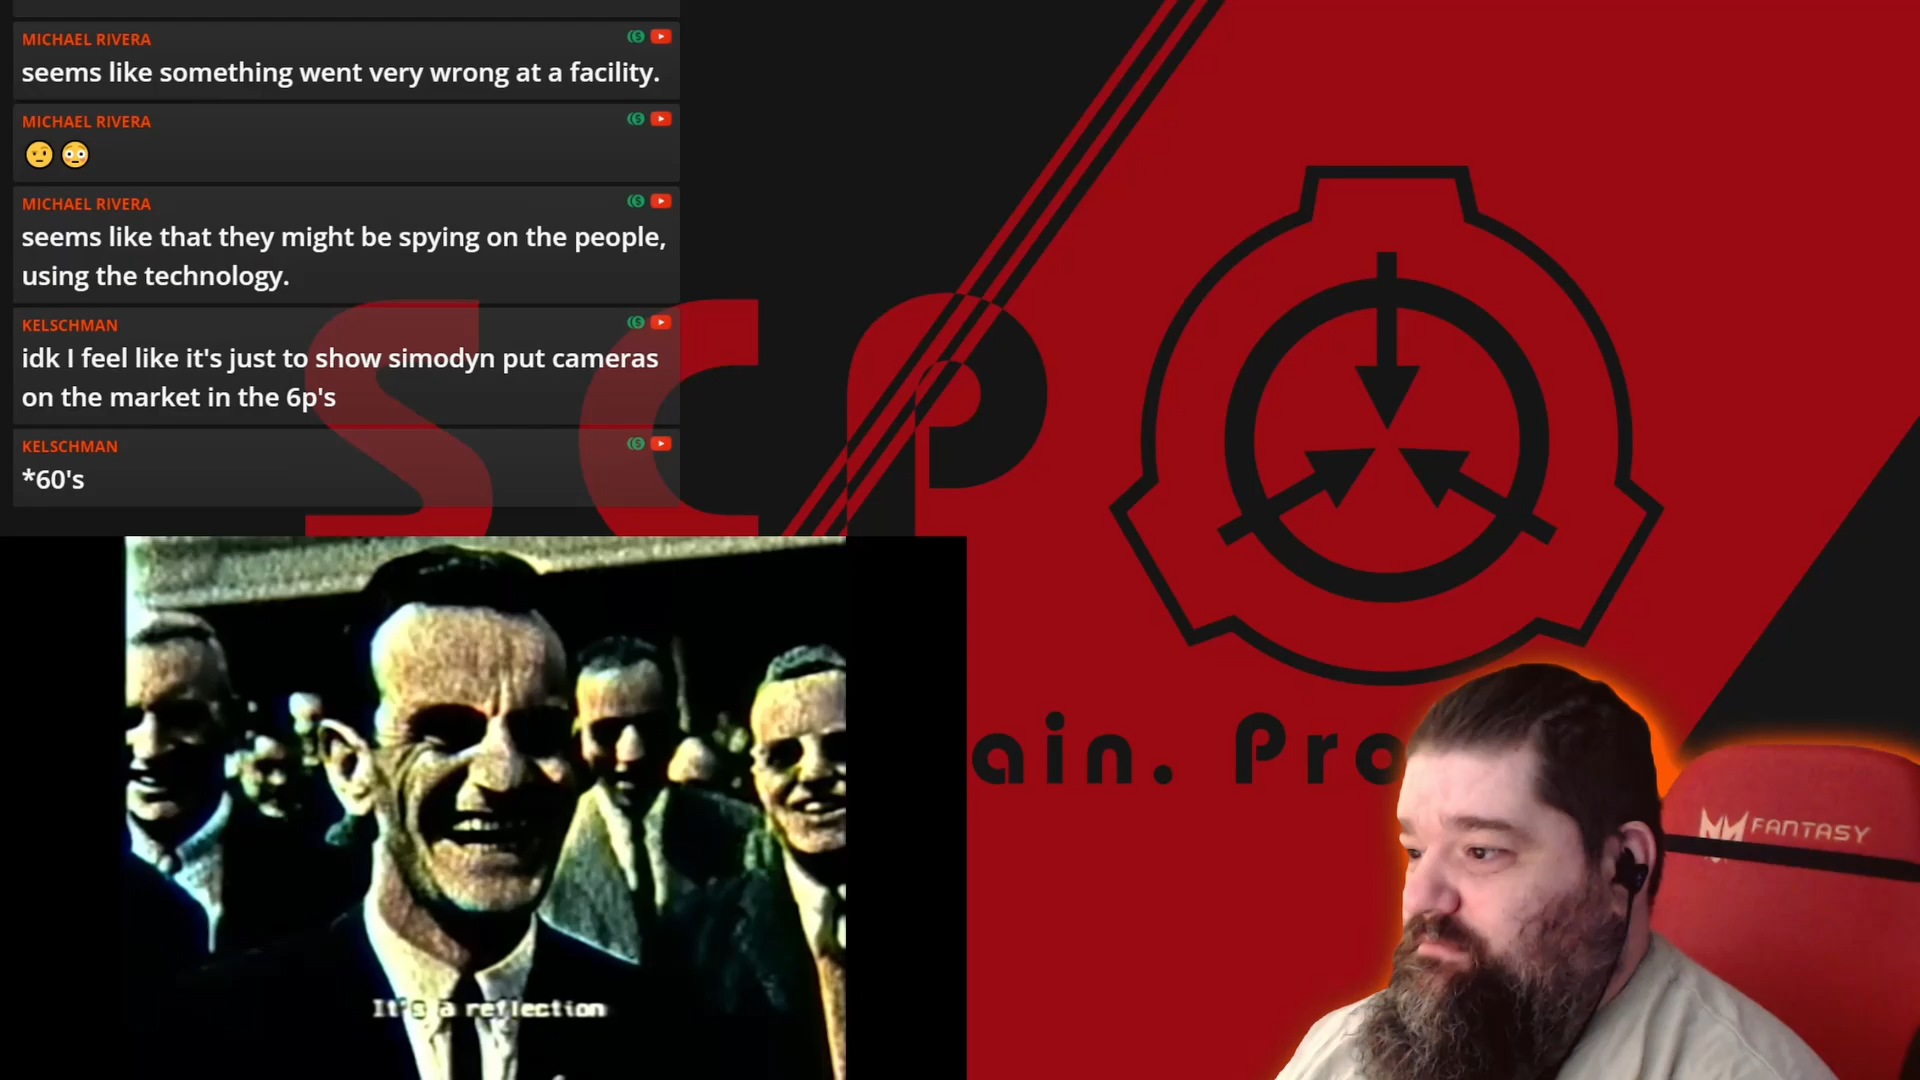 MICHAEL RIVERA
seems like something went very wrong at a facility.
MICHAEL RIVERA
MICHAEL RIVERA
seems like that they might be spying on the people,
using the technology.
KELSCHMAN
idk I feel like it's just to show simodyn put cameras
on the market in the 6p's
KELSCHMAN
*60's
SCP
ain. Pro
FANTASY
It's a reflection